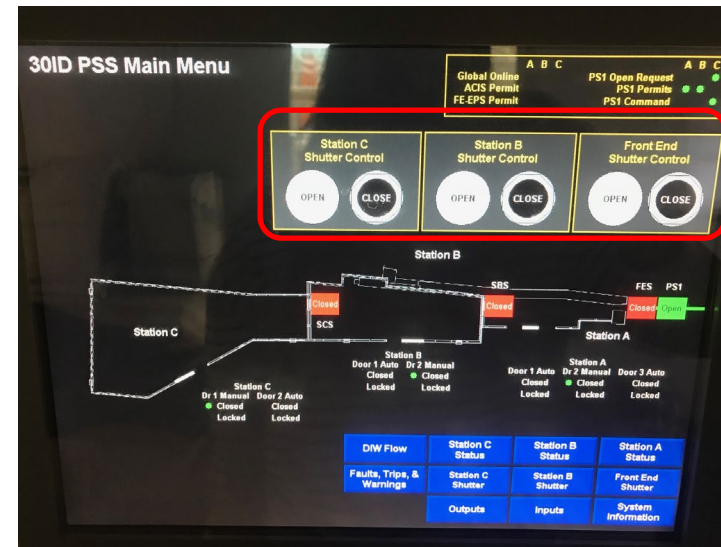 30ID PSS Main Menu
A B C
A B C
Global Online
PS1 Open Request
ACIS Permit
PS1 Permits
FE-EPS Permit
PS1 Command
Station C
Shutter Control
Station B
Shutter Control
Front End
Shutter Control
OPEN
CLOSE
OPEN
CLOSE
OPEN
CLOSE
Station B
SBS
FES
PS1
Closed
Closed
Closed
Open
SCS
Station C
Station A
Station B
Door 1 Auto Dr 2 Manual
Closed Closed
Locked Locked
Station A
Door 1 Auto Dr 2 Manual Door 3 Auto
Closed Closed Closed
Locked Locked Locked
Station C
Dr 1 Manual Door 2 Auto
Closed Closed
Locked Locked
DIW Flow
Station C
Status
Station B
Status
Station A
Status
Faults, Trips, &
Warnings
Station C
Shutter
Station B
Shutter
Front End
Shutter
Outputs
Inputs
System
Information